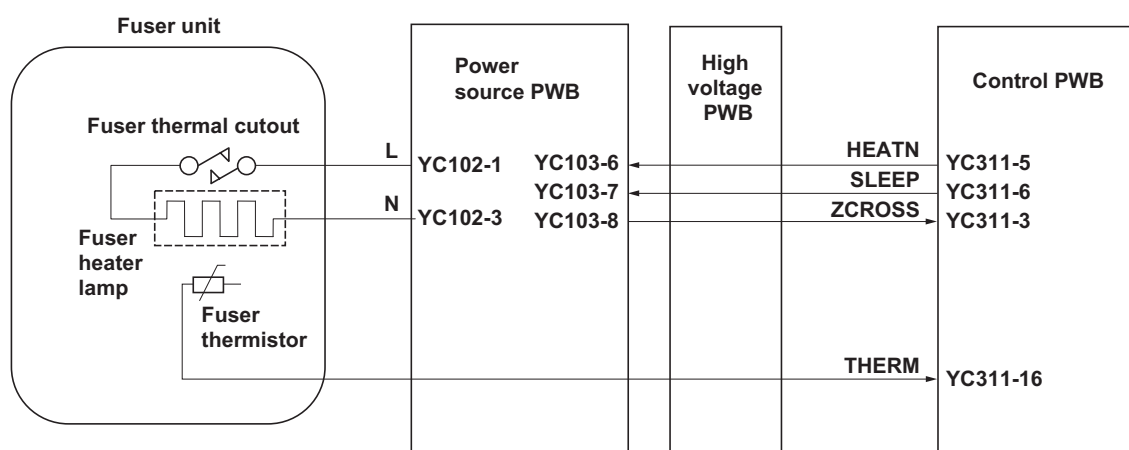 Fuser unit
Power
source PWB
High
voltage
PWB
Control PWB
Fuser thermal cutout
L
YC102-1
YC103-6
HEATN
YC311-5
YC103-7
SLEEP
YC311-6
N
YC102-3
YC103-8
ZCROSS
YC311-3
Fuser
heater
lamp
Fuser
thermistor
THERM
YC311-16